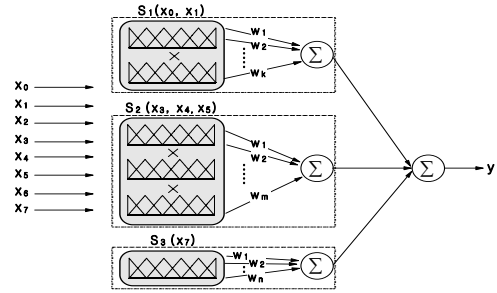 S₁(x₀, x₁)
w₁
w₂
×
wₖ
Σ
x₀
x₁
x₂
x₃
x₄
x₅
x₆
x₇
S₂ (x₃, x₄, x₅)
w₁
×
w₂
×
wₘ
Σ
Σ
y
S₃ (x₇)
w₁
w₂
wₙ
Σ